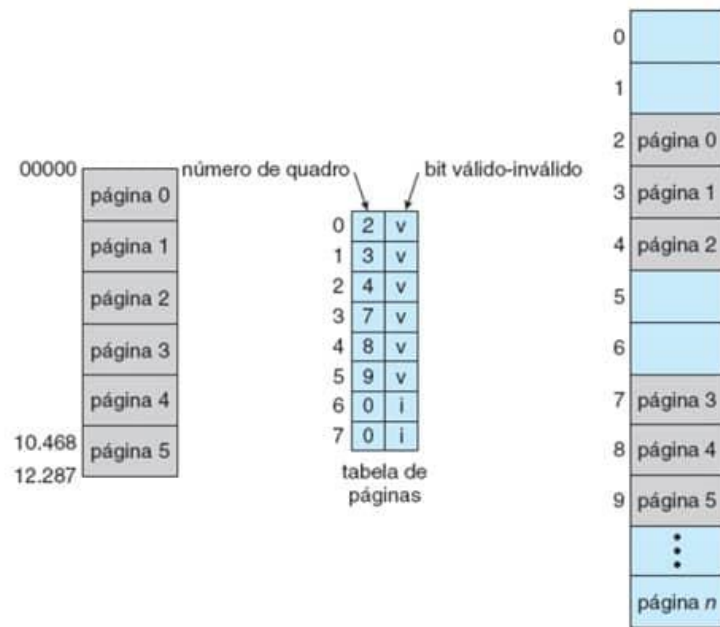 00000
página 0
página 1
página 2
página 3
página 4
10.468
página 5
12.287
número de quadro
bit válido-inválido
0 2 v
1 3 v
2 4 v
3 7 v
4 8 v
5 9 v
6 0 i
7 0 i
tabela de
páginas
0
1
2 página 0
3 página 1
4 página 2
5
6
7 página 3
8 página 4
9 página 5
página n